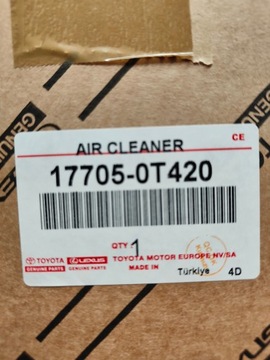 CE
AIR CLEANER
17705-0T420
QTY 1
TOYOTA LEXUS TOYOTA MOTOR EUROPE NV/SA
GENUINE PARTS GENUINE PARTS MADE IN Türkiye 4D